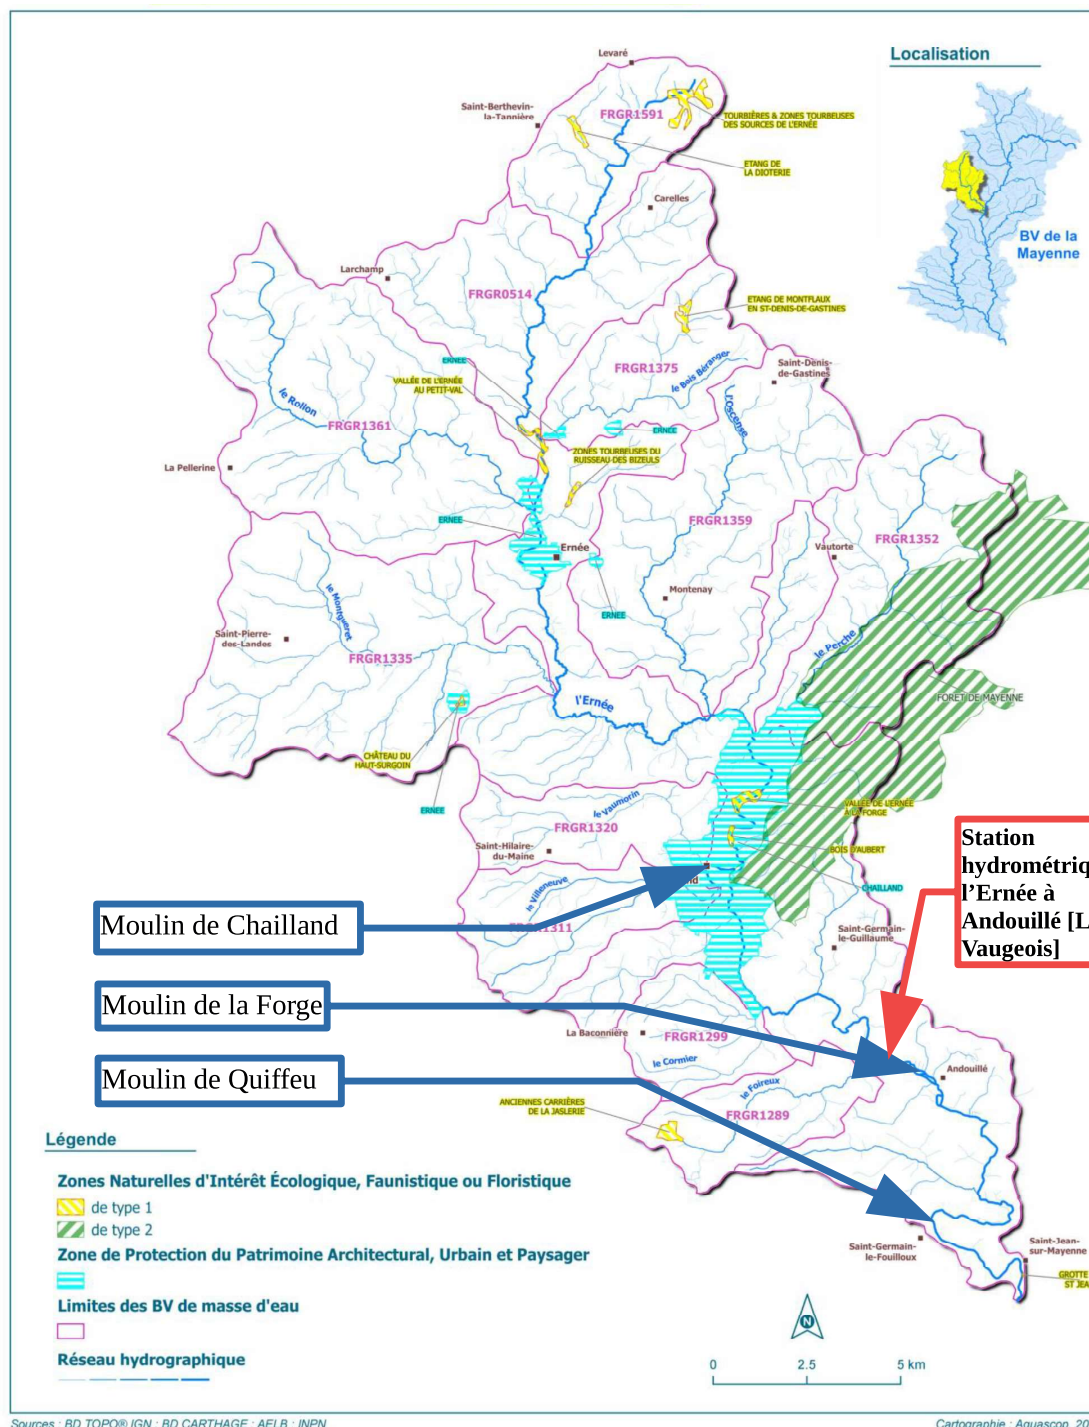 Localisation
BV de la
Mayenne
Levaré
Saint-Berthevin-
la-Tannière
FRGR1591
TOURBIÈRES & ZONES TOURBEUSES
DES SOURCES DE L'ERNÉE
ETANG DE
LA DIOTERIE
Carelles
Larchamp
FRGR0514
ETANG DE MONTFLAUX
EN ST-DENIS-DE-GASTINES
ERNEE
FRGR1375
le Bois Béranger
Saint-Denis-
de-Gastines
VALLÉE DE L'ERNÉE
AU PETIT-VAL
le Rollon
l'Oscense
FRGR1361
ERNEE
ZONES TOURBEUSES DU
RUISSEAU DES BIZEULS
La Pellerine
ERNEE
FRGR1359
FRGR1352
Ernée
Vautorte
le Montguéret
Montenay
ERNEE
Saint-Pierre-
des-Landes
le Perche
FRGR1335
FORÊT DE MAYENNE
l'Ernée
CHÂTEAU DU
HAUT-SURGOIN
ERNEE
le Vaumorin
VALLÉE DE L'ERNÉE
À LA FORGE
FRGR1320
Saint-Hilaire-
du-Maine
BOIS D'AUBERT
CHAILLAND
le Villeneuve
FRGR1311
Station
hydrométriq
l'Ernée à
Andouillé [L
Vaugeois]
Moulin de Chailland
Saint-Germain-
le-Guillaume
Moulin de la Forge
La Baconnière
FRGR1299
le Cormier
Andouillé
Moulin de Quiffeu
le Foireux
ANCIENNES CARRIÈRES
DE LA JASLERIE
FRGR1289
Saint-Germain-
le-Fouilloux
Saint-Jean-
sur-Mayenne
GROTTE
ST JEA
Légende
Zones Naturelles d'Intérêt Écologique, Faunistique ou Floristique
de type 1
de type 2
Zone de Protection du Patrimoine Architectural, Urbain et Paysager
Limites des BV de masse d'eau
Réseau hydrographique
N
0 2.5 5 km
Sources : BD TOPO® IGN ; BD CARTHAGE ; AELB ; INPN
Cartographie : Aquascop, 20